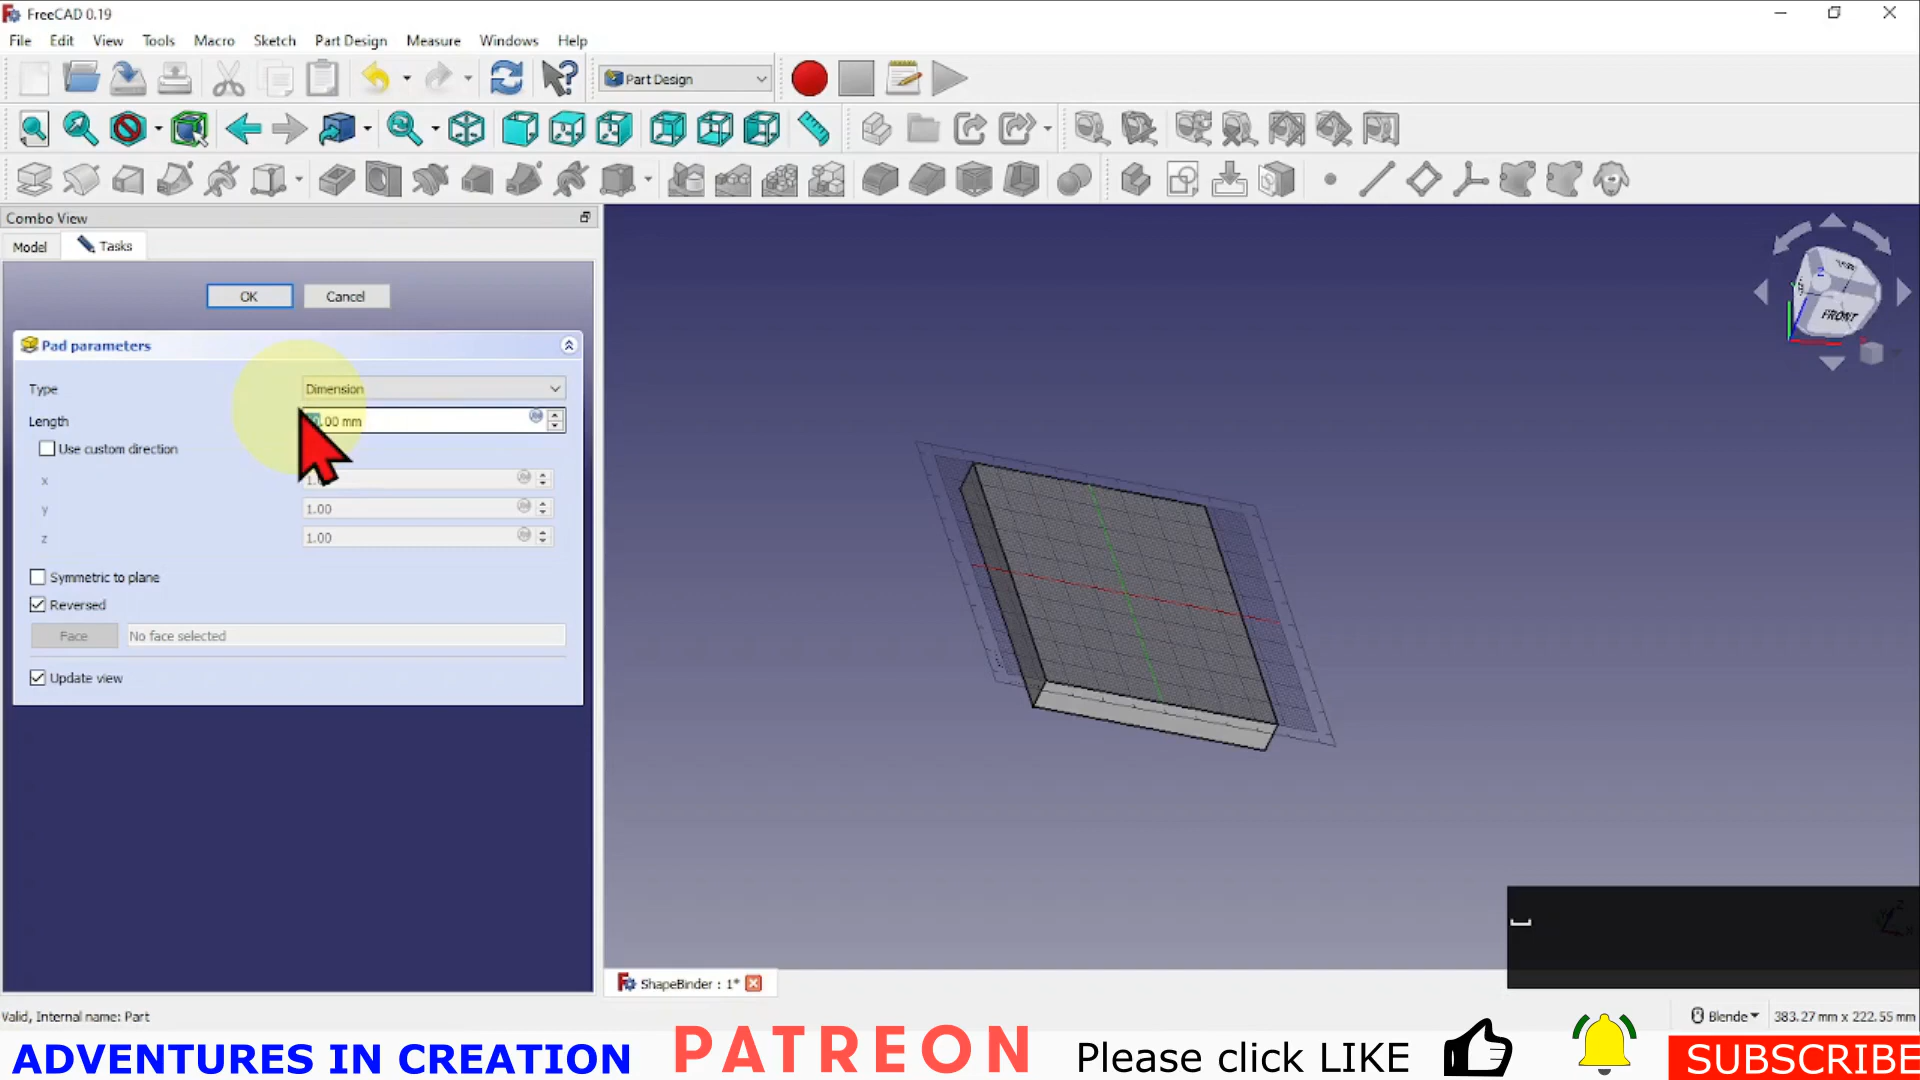 FreeCAD 0.19
File Edit View Tools Macro Sketch Part Design Measure Windows Help
Part Design
Combo View
Model Tasks
OK Cancel
Pad parameters
Type Dimension
Length .00 mm
Use custom direction
x
y 1.00
z 1.00
Symmetric to plane
Reversed
Face No face selected
Update view
FRONT
ShapeBinder : 1*
Valid, Internal name: Part
Blende 383.27 mm x 222.55 mm
ADVENTURES IN CREATION PATREON Please click LIKE SUBSCRIBE